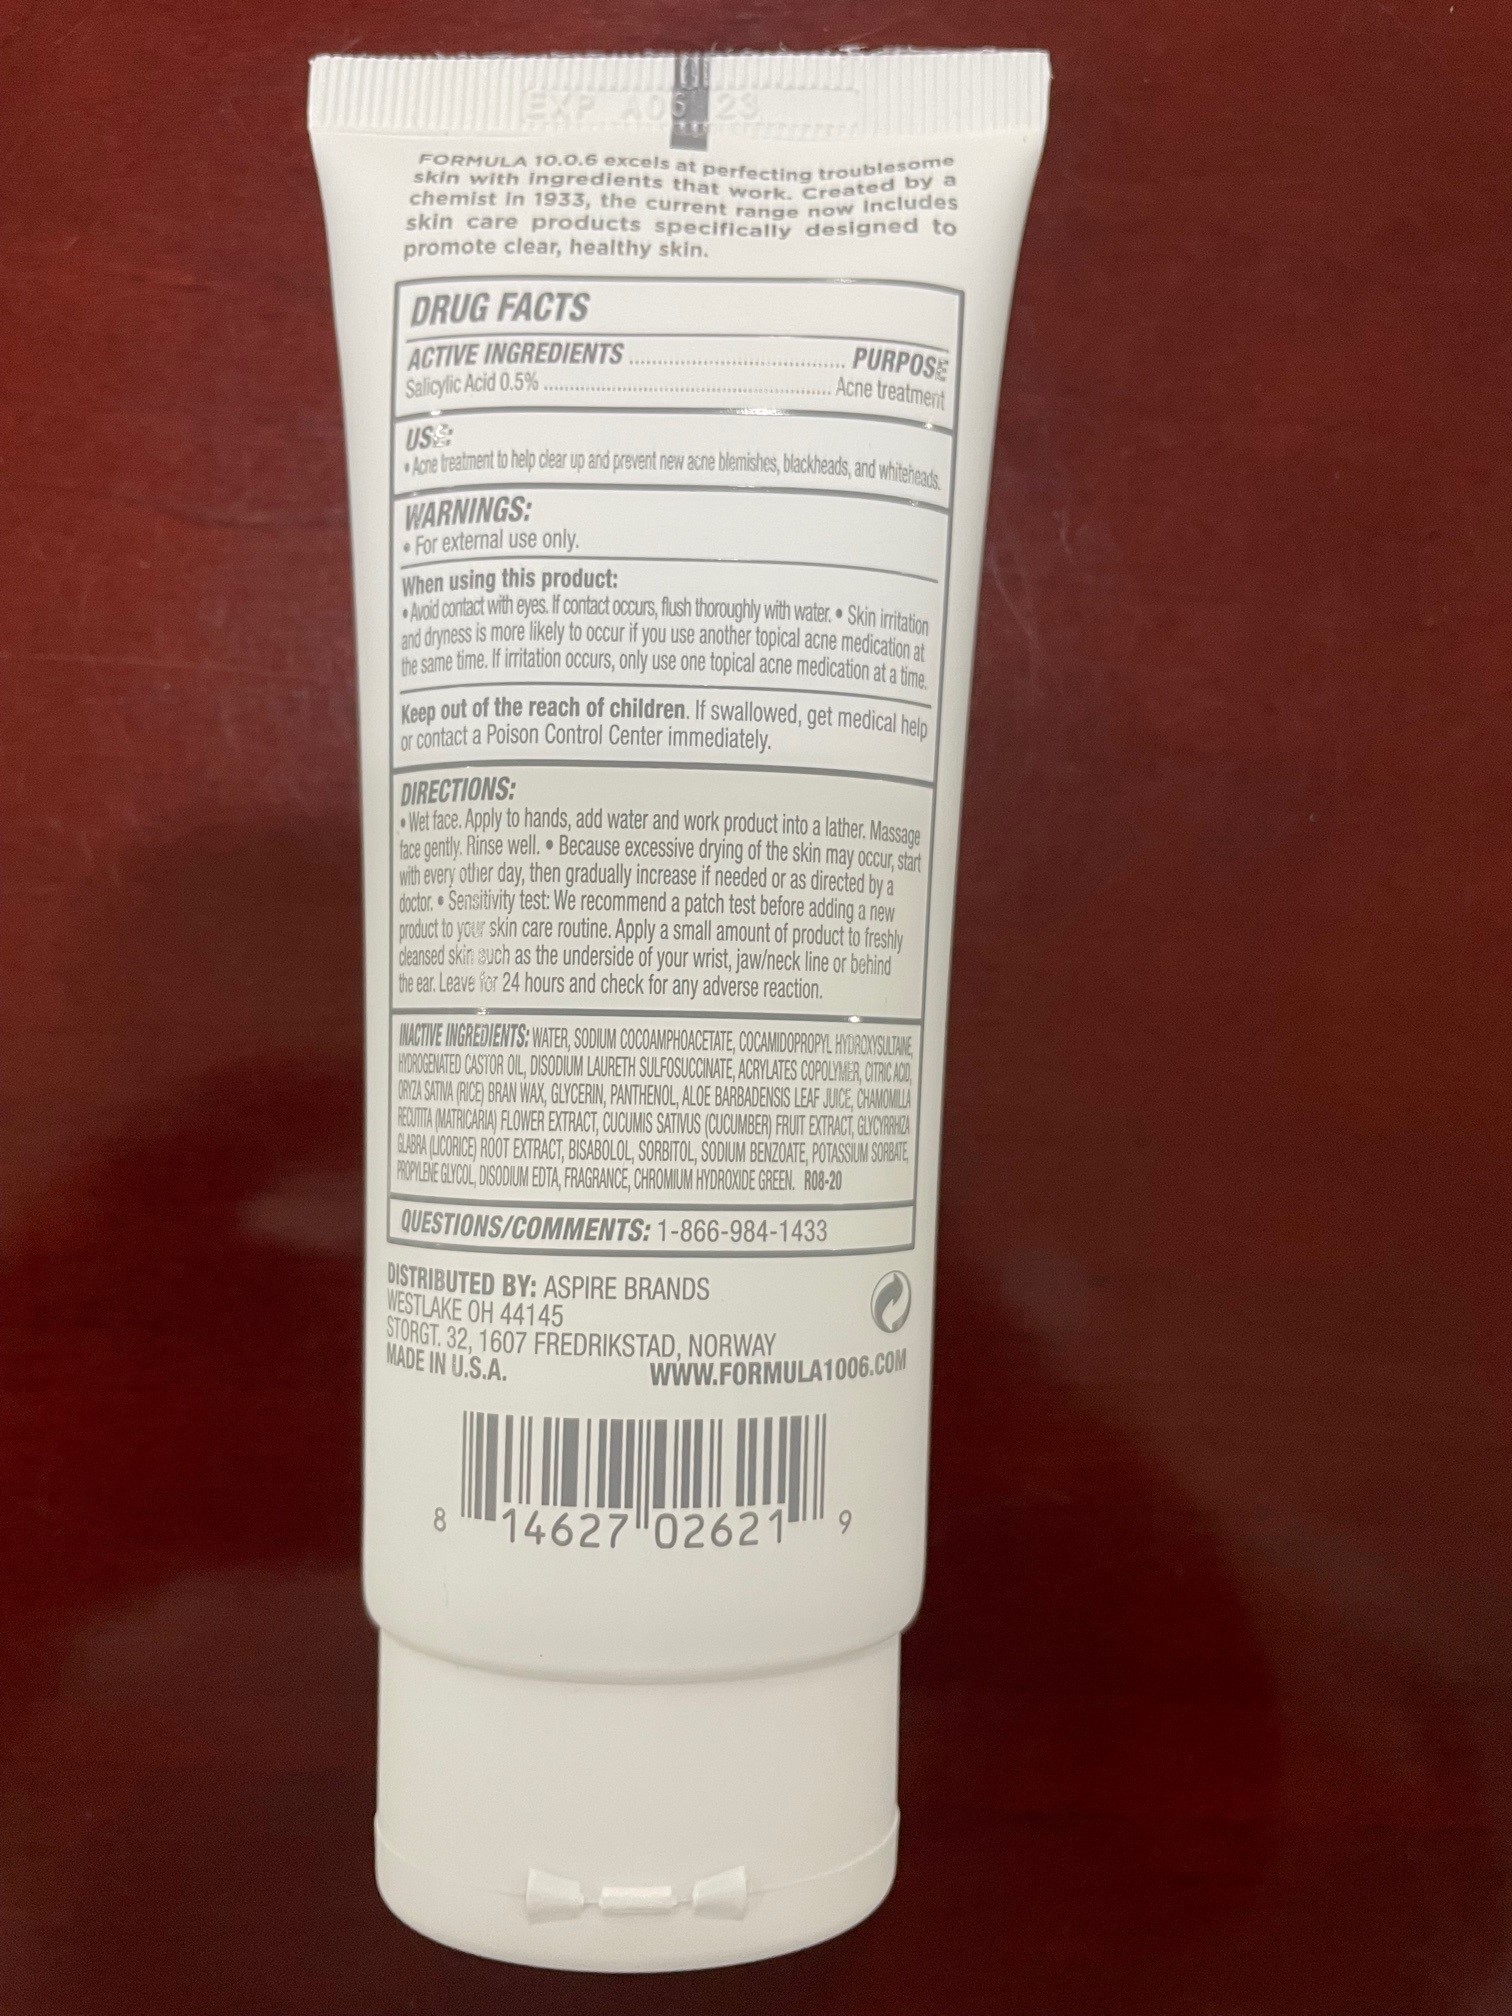 EXP A06 23
FORMULA 10.0.6 excels at perfecting troublesome
skin with ingredients that work. Created by a
chemist in 1933, the current range now includes
skin care products specifically designed to
promote clear, healthy skin.
DRUG FACTS
ACTIVE INGREDIENTS ........................................ PURPOSE
Salicylic Acid 0.5% ........................................ Acne treatment
USE:
• Acne treatment to help clear up and prevent new acne blemishes, blackheads, and whiteheads.
WARNINGS:
• For external use only.
When using this product:
• Avoid contact with eyes. If contact occurs, flush thoroughly with water. • Skin irritation
and dryness is more likely to occur if you use another topical acne medication at
the same time. If irritation occurs, only use one topical acne medication at a time.
Keep out of the reach of children. If swallowed, get medical help
or contact a Poison Control Center immediately.
DIRECTIONS:
• Wet face. Apply to hands, add water and work product into a lather. Massage
face gently. Rinse well. • Because excessive drying of the skin may occur, start
with every other day, then gradually increase if needed or as directed by a
doctor. • Sensitivity test: We recommend a patch test before adding a new
product to your skin care routine. Apply a small amount of product to freshly
cleansed skin such as the underside of your wrist, jaw/neck line or behind
the ear. Leave for 24 hours and check for any adverse reaction.
INACTIVE INGREDIENTS: WATER, SODIUM COCOAMPHOACETATE, COCAMIDOPROPYL HYDROXYSULTAINE,
HYDROGENATED CASTOR OIL, DISODIUM LAURETH SULFOSUCCINATE, ACRYLATES COPOLYMER, CITRIC ACID,
ORYZA SATIVA (RICE) BRAN WAX, GLYCERIN, PANTHENOL, ALOE BARBADENSIS LEAF JUICE, CHAMOMILLA
RECUTITA (MATRICARIA) FLOWER EXTRACT, CUCUMIS SATIVUS (CUCUMBER) FRUIT EXTRACT, GLYCYRRHIZA
GLABRA (LICORICE) ROOT EXTRACT, BISABOLOL, SORBITOL, SODIUM BENZOATE, POTASSIUM SORBATE,
PROPYLENE GLYCOL, DISODIUM EDTA, FRAGRANCE, CHROMIUM HYDROXIDE GREEN. R08-20
QUESTIONS/COMMENTS: 1-866-984-1433
DISTRIBUTED BY: ASPIRE BRANDS
WESTLAKE OH 44145
STORGT. 32, 1607 FREDRIKSTAD, NORWAY
MADE IN U.S.A. WWW.FORMULA1006.COM
8 14627 02621 9